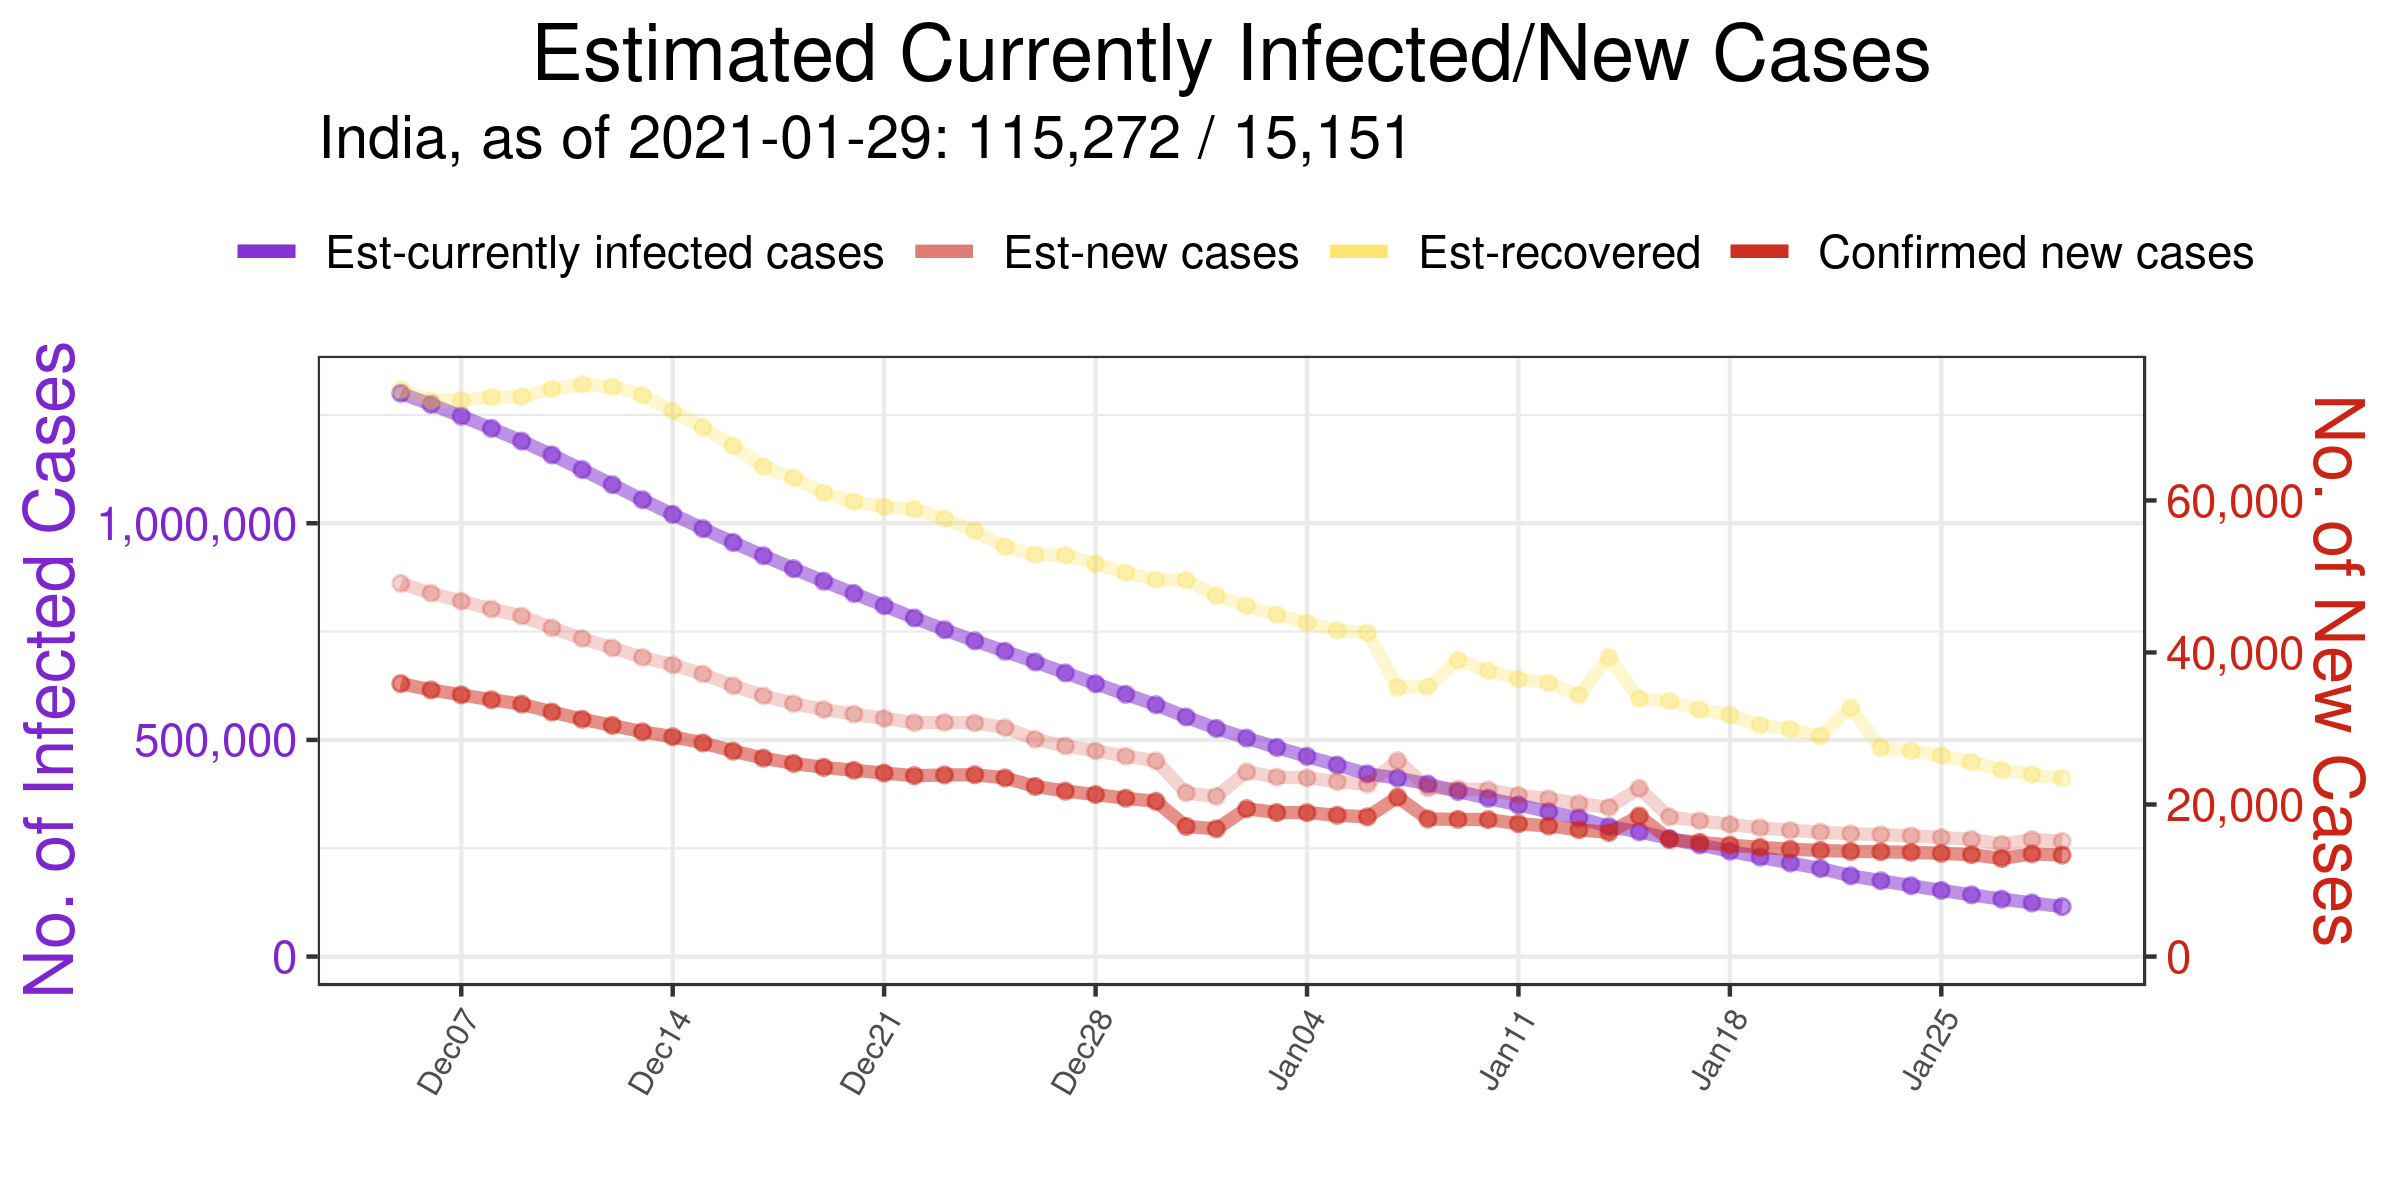 Estimated Currently Infected/New Cases
India, as of 2021-01-29: 115,272 / 15,151
Est-currently infected cases Est-new cases Est-recovered Confirmed new cases
No. of Infected Cases
1,000,000
500,000
0
60,000
40,000
20,000
0
No. of New Cases
Dec07 Dec14 Dec21 Dec28 Jan04 Jan11 Jan18 Jan25